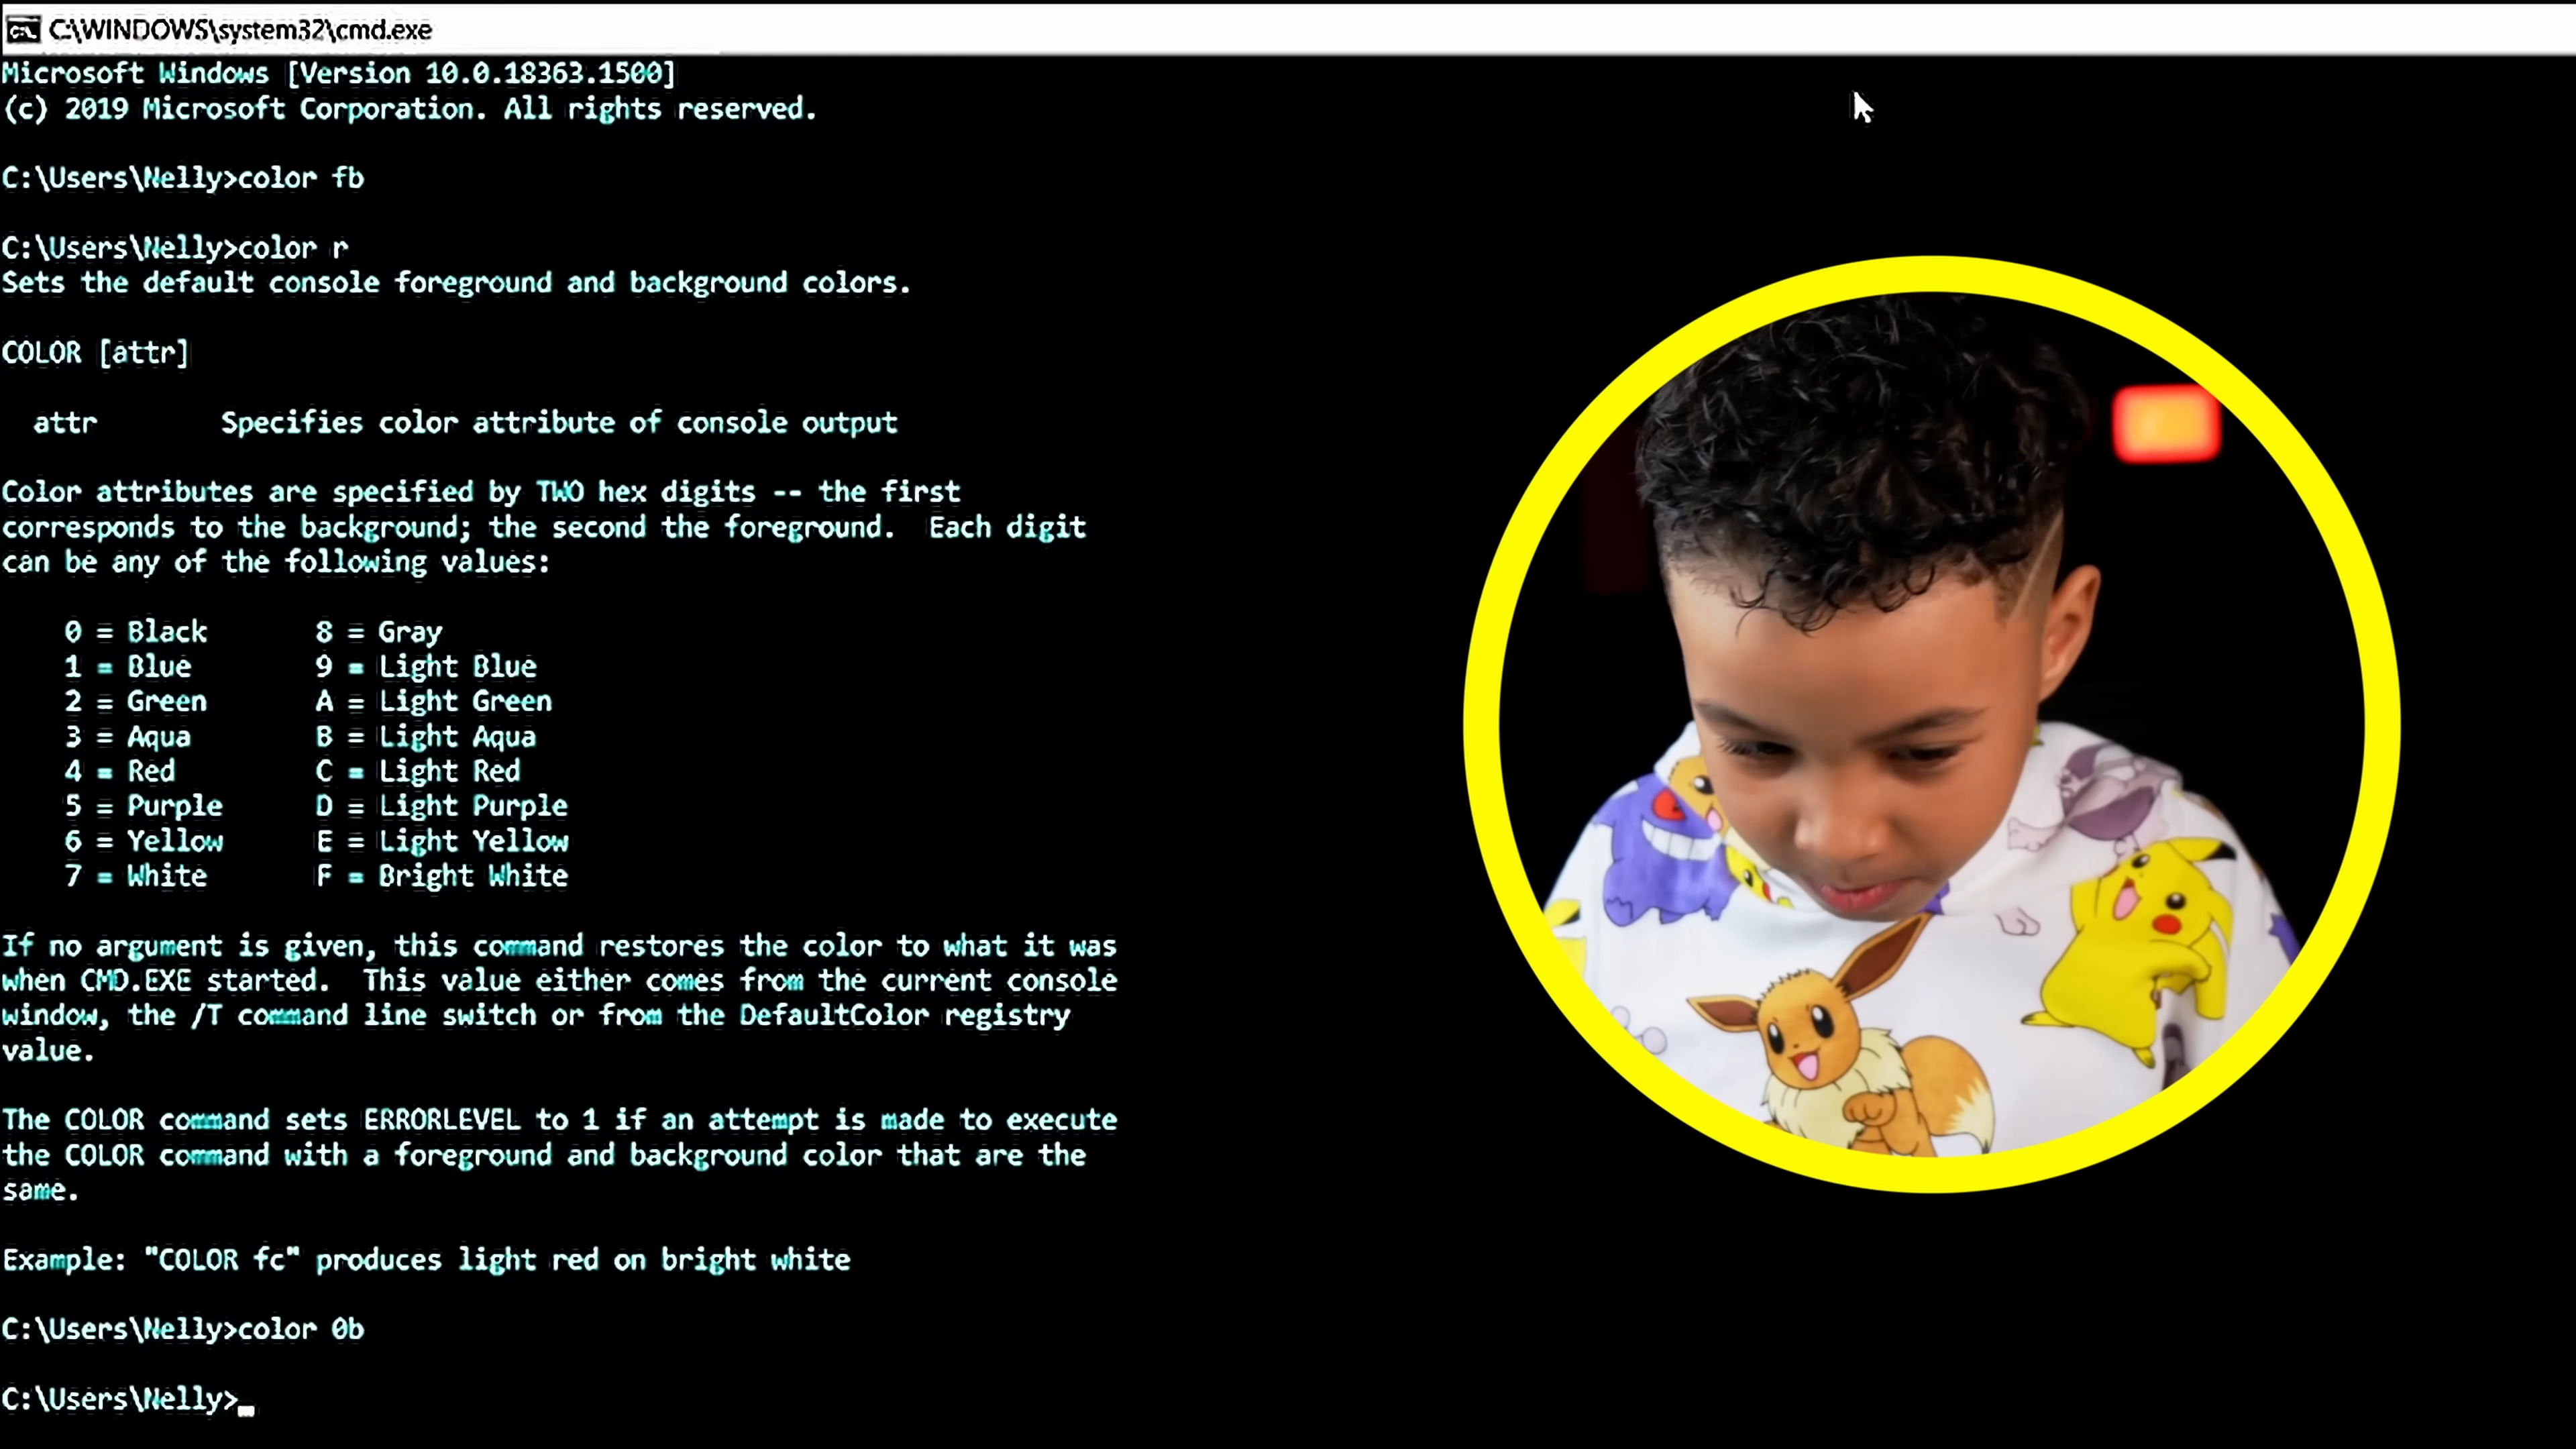 C:\WINDOWS\system32\cmd.exe
Microsoft Windows [Version 10.0.18363.1500]
(c) 2019 Microsoft Corporation. All rights reserved.
C:\Users\Nelly>color fb
C:\Users\Nelly>color r
Sets the default console foreground and background colors.
COLOR [attr]
attr        Specifies color attribute of console output
Color attributes are specified by TWO hex digits -- the first
corresponds to the background; the second the foreground.  Each digit
can be any of the following values:
0 = Black       8 = Gray
1 = Blue        9 = Light Blue
2 = Green       A = Light Green
3 = Aqua        B = Light Aqua
4 = Red         C = Light Red
5 = Purple      D = Light Purple
6 = Yellow      E = Light Yellow
7 = White       F = Bright White
If no argument is given, this command restores the color to what it was
when CMD.EXE started.  This value either comes from the current console
window, the /T command line switch or from the DefaultColor registry
value.
The COLOR command sets ERRORLEVEL to 1 if an attempt is made to execute
the COLOR command with a foreground and background color that are the
same.
Example: "COLOR fc" produces light red on bright white
C:\Users\Nelly>color 0b
C:\Users\Nelly>_